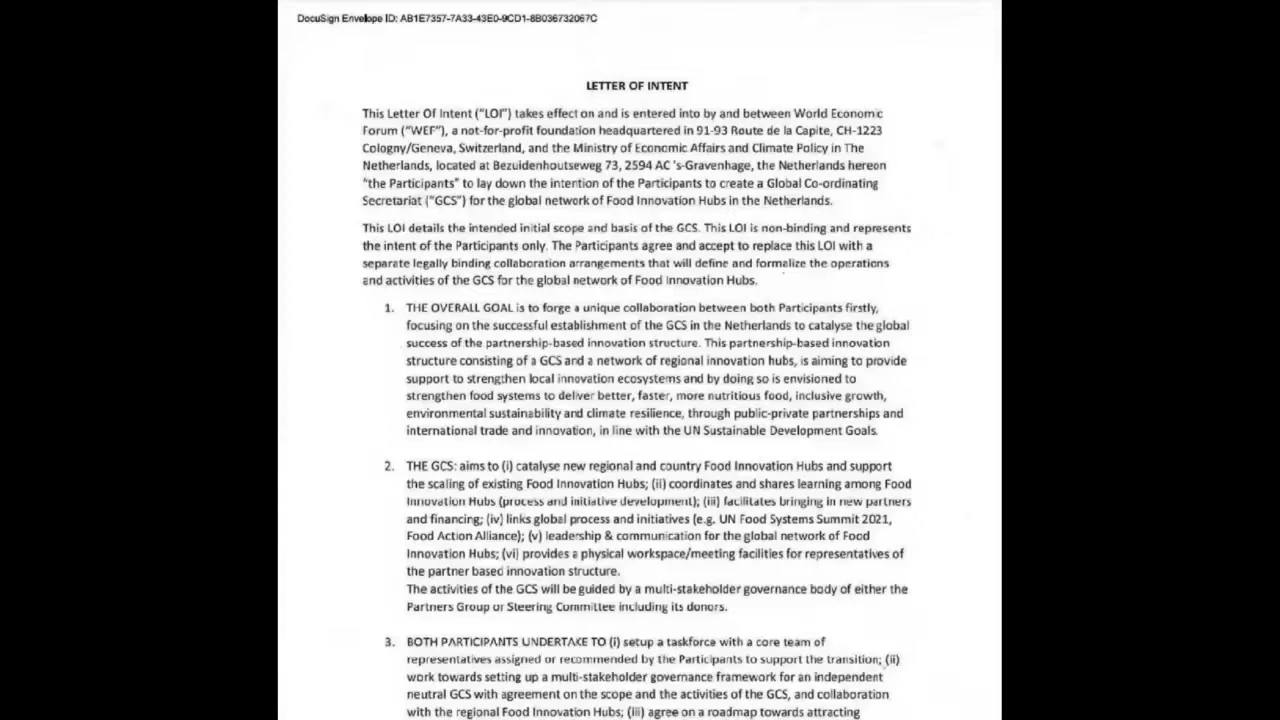 DocuSign Envelope ID: AB1E7357-7A33-43E0-9CD1-8B036732067C
LETTER OF INTENT
This Letter Of Intent (“LOI”) takes effect on and is entered into by and between World Economic
Forum (“WEF”), a not-for-profit foundation headquartered in 91-93 Route de la Capite, CH-1223
Cologny/Geneva, Switzerland, and the Ministry of Economic Affairs and Climate Policy in The
Netherlands, located at Bezuidenhoutseweg 73, 2594 AC 's-Gravenhage, the Netherlands hereon
“the Participants” to lay down the intention of the Participants to create a Global Co-ordinating
Secretariat (“GCS”) for the global network of Food Innovation Hubs in the Netherlands.
This LOI details the intended initial scope and basis of the GCS. This LOI is non-binding and represents
the intent of the Participants only. The Participants agree and accept to replace this LOI with a
separate legally binding collaboration arrangements that will define and formalize the operations
and activities of the GCS for the global network of Food Innovation Hubs.
1. THE OVERALL GOAL is to forge a unique collaboration between both Participants firstly,
focusing on the successful establishment of the GCS in the Netherlands to catalyse the global
success of the partnership-based innovation structure. This partnership-based innovation
structure consisting of a GCS and a network of regional innovation hubs, is aiming to provide
support to strengthen local innovation ecosystems and by doing so is envisioned to
strengthen food systems to deliver better, faster, more nutritious food, inclusive growth,
environmental sustainability and climate resilience, through public-private partnerships and
international trade and innovation, in line with the UN Sustainable Development Goals.
2. THE GCS: aims to (i) catalyse new regional and country Food Innovation Hubs and support
the scaling of existing Food Innovation Hubs; (ii) coordinates and shares learning among Food
Innovation Hubs (process and initiative development); (iii) facilitates bringing in new partners
and financing; (iv) links global process and initiatives (e.g. UN Food Systems Summit 2021,
Food Action Alliance); (v) leadership & communication for the global network of Food
Innovation Hubs; (vi) provides a physical workspace/meeting facilities for representatives of
the partner based innovation structure.
The activities of the GCS will be guided by a multi-stakeholder governance body of either the
Partners Group or Steering Committee including its donors.
3. BOTH PARTICIPANTS UNDERTAKE TO (i) setup a taskforce with a core team of
representatives assigned or recommended by the Participants to support the transition; (ii)
work towards setting up a multi-stakeholder governance framework for an independent
neutral GCS with agreement on the scope and the activities of the GCS, and collaboration
with the regional Food Innovation Hubs; (iii) agree on a roadmap towards attracting